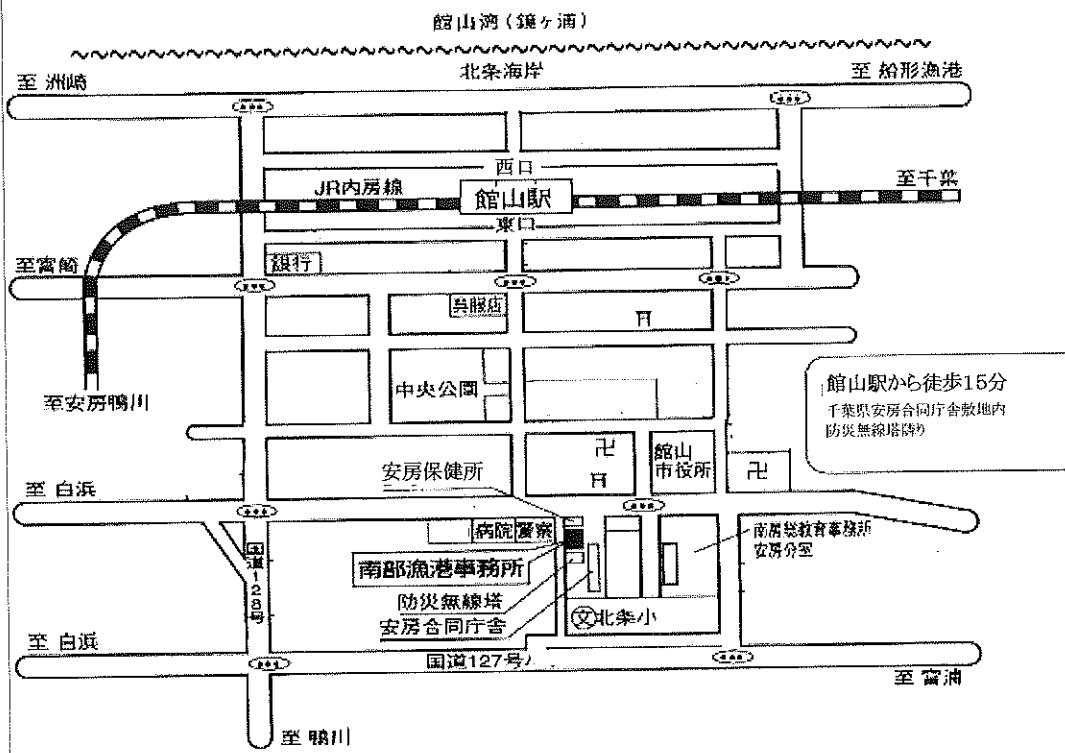 館山湾(鏡ヶ浦)
北条海岸
至 洲崎
至 船形漁港
西口
JR内房線
館山駅
至千葉
東口
至富崎
銀行
呉服店
中央公園
至安房鴨川
館山駅から徒歩15分
千葉県安房合同庁舎敷地内
防災無線塔隣り
安房保健所
館山
市役所
至 白浜
病院
警察
南房総教育事務所
安房分室
国道128号
南部漁港事務所
防災無線塔
安房合同庁舎
文
北条小
至 白浜
国道127号
至 富浦
至 鴨川